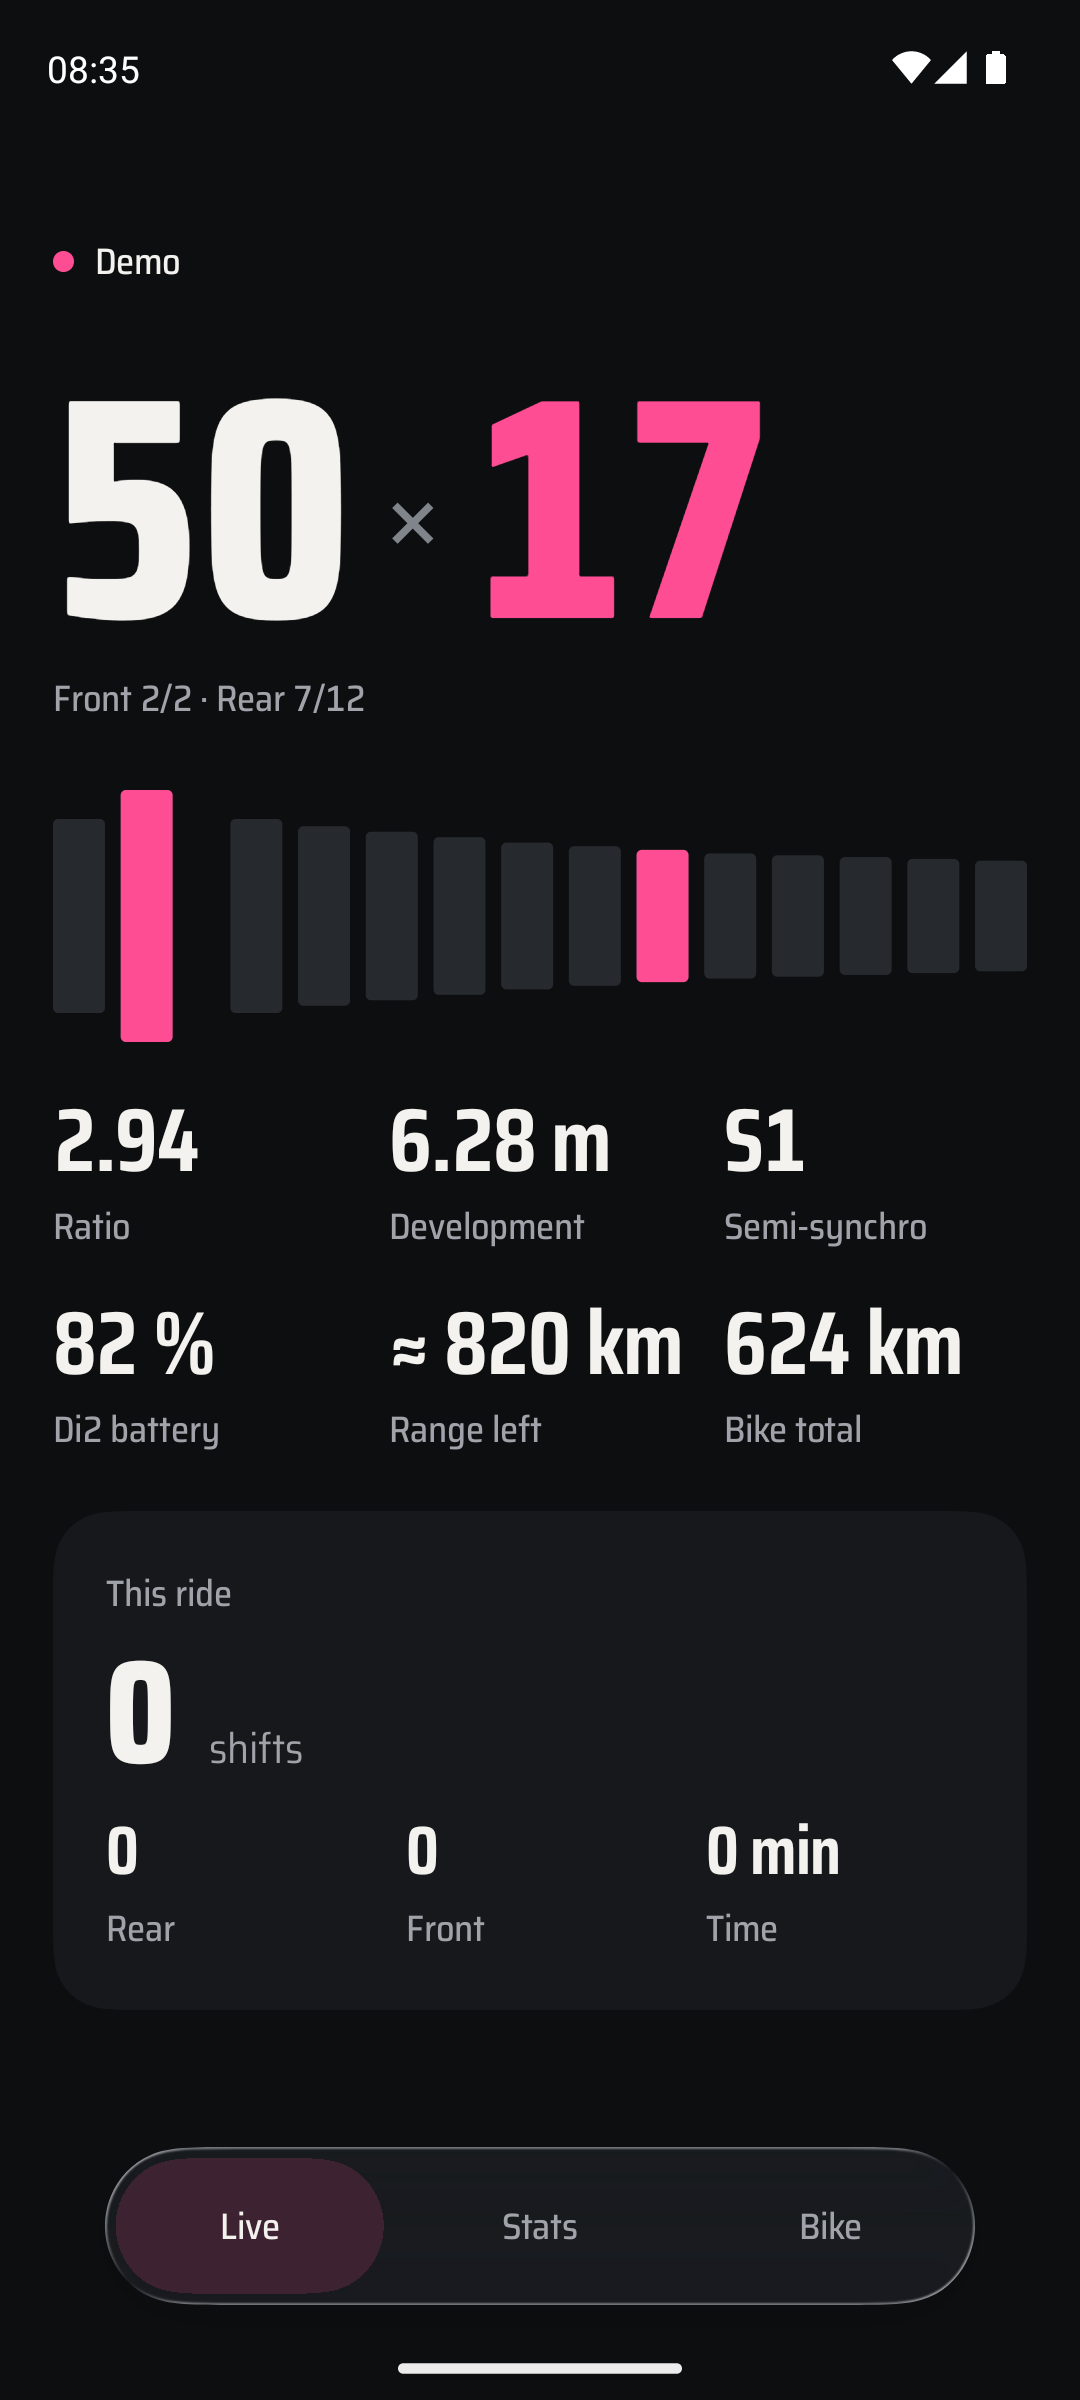 08:35
Demo
50 × 17
Front 2/2 · Rear 7/12
2.94 6.28 m S1
Ratio Development Semi-synchro
82 % ≈ 820 km 624 km
Di2 battery Range left Bike total
This ride
0 shifts
0 0 0 min
Rear Front Time
Live Stats Bike